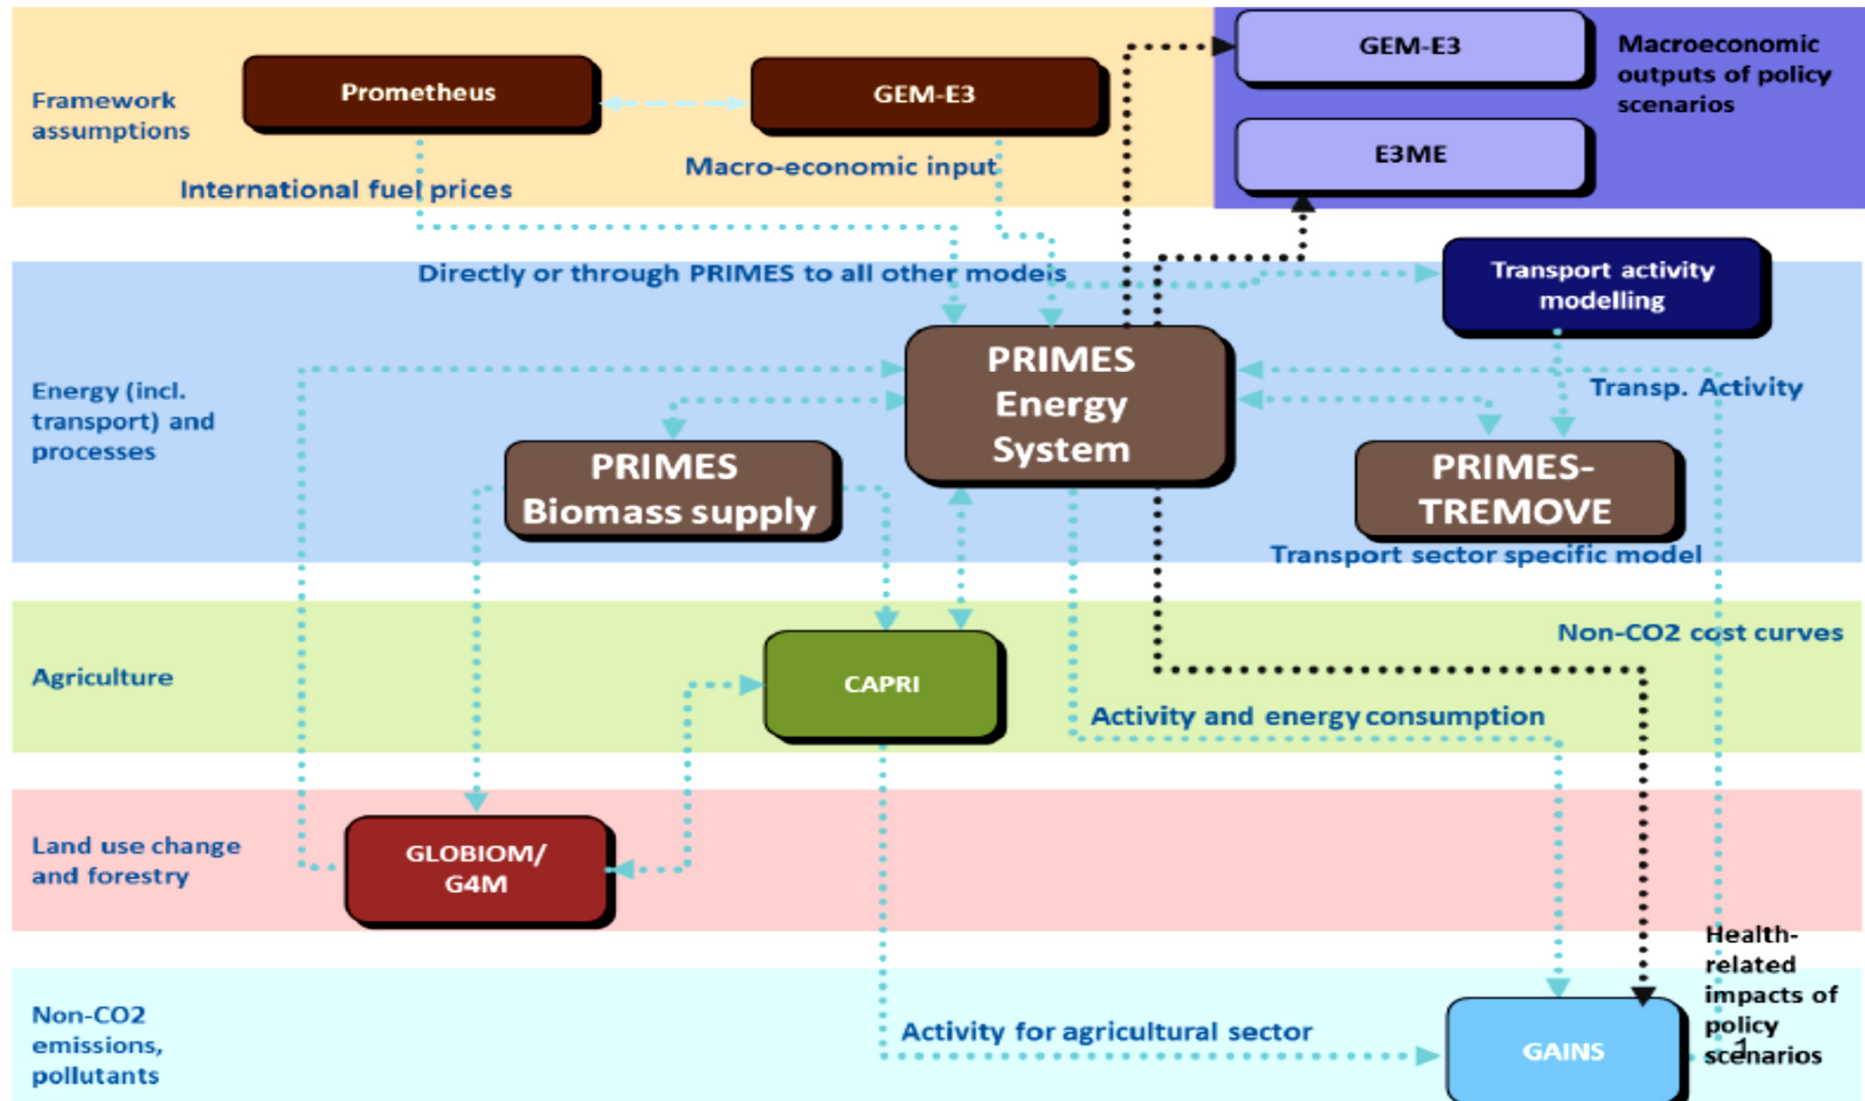 Framework
assumptions
Prometheus
GEM-E3
GEM-E3
Macroeconomic
outputs of policy
scenarios
E3ME
International fuel prices
Macro-economic input
Directly or through PRIMES to all other models
Transport activity
modelling
Energy (incl.
transport) and
processes
PRIMES
Energy
System
Transp. Activity
PRIMES
Biomass supply
PRIMES-
TREMOVE
Transport sector specific model
Agriculture
CAPRI
Non-CO2 cost curves
Activity and energy consumption
Land use change
and forestry
GLOBIOM/
G4M
Health-
related
impacts of
policy
scenarios
1
Non-CO2
emissions,
pollutants
Activity for agricultural sector
GAINS